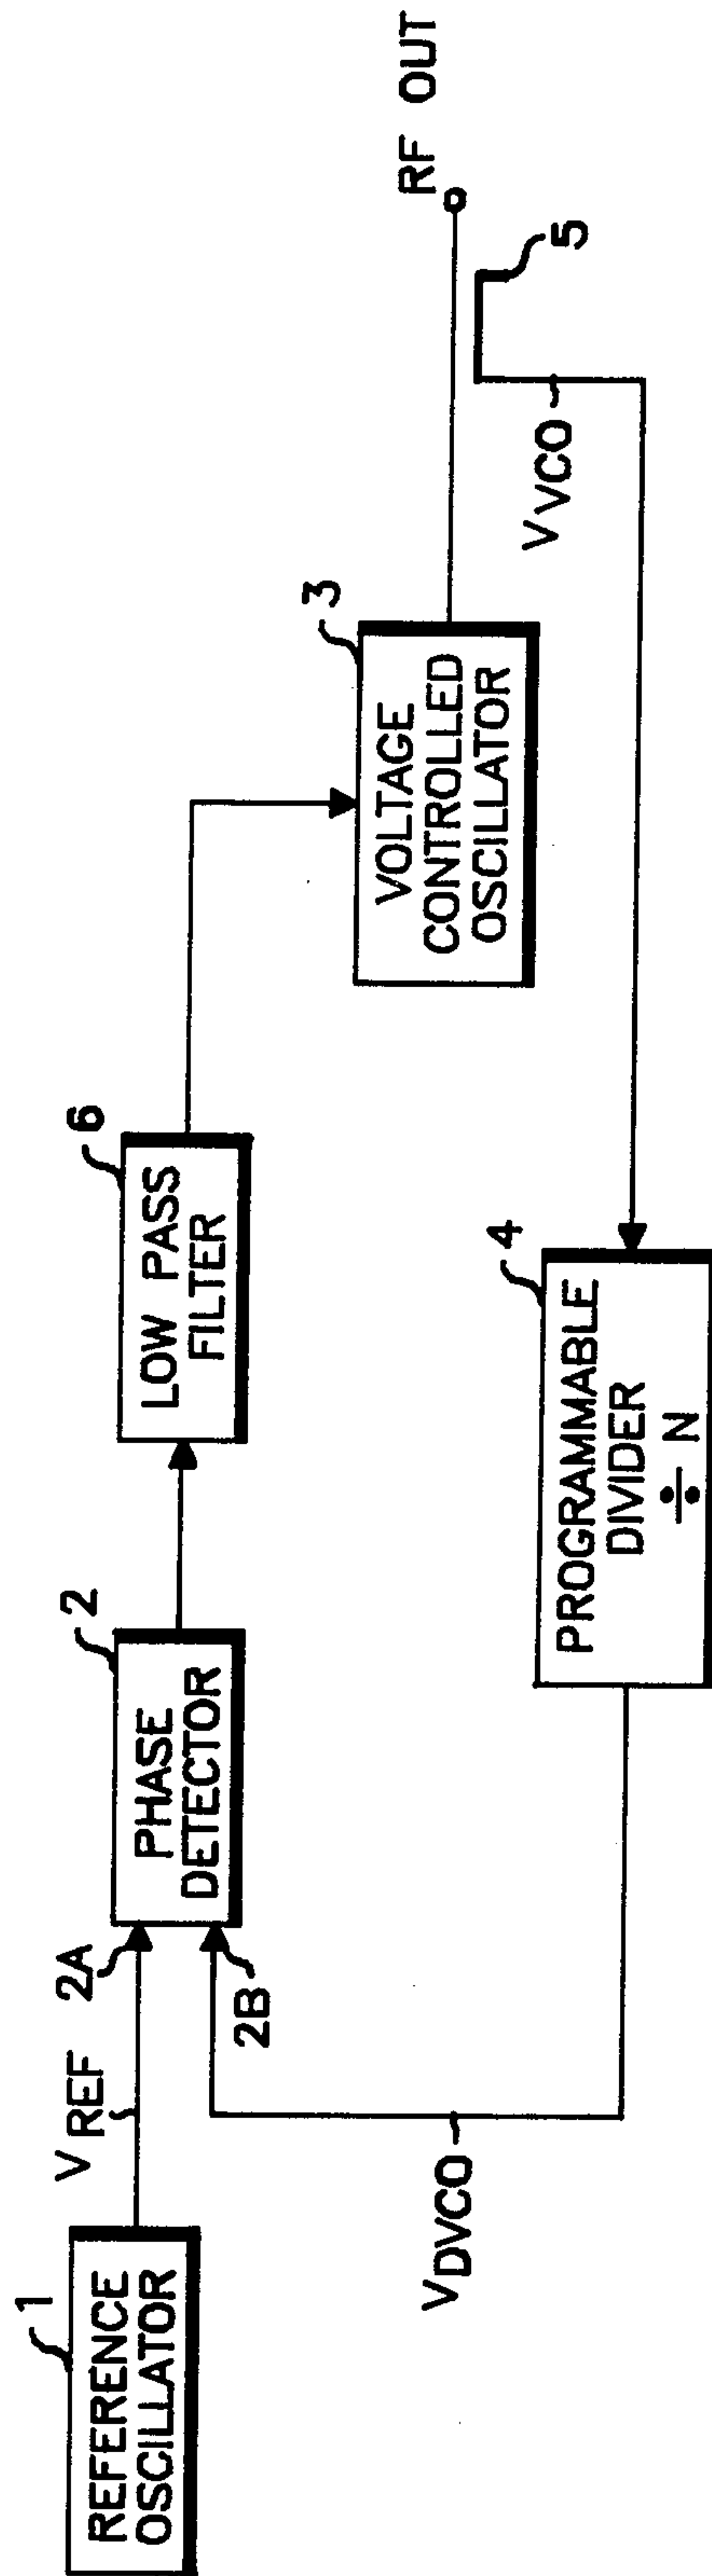 1
REFERENCE
OSCILLATOR
V REF
2A
2B
2
PHASE
DETECTOR
6
LOW PASS
FILTER
3
VOLTAGE
CONTROLLED
OSCILLATOR
RF OUT
5
V VCO
4
PROGRAMMABLE
DIVIDER
÷ N
V DVCO